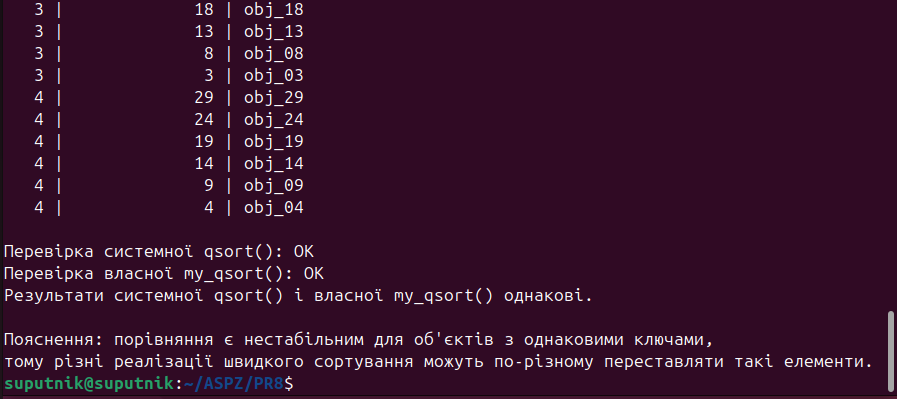 3 | 18 | obj_18
3 | 13 | obj_13
3 | 8 | obj_08
3 | 3 | obj_03
4 | 29 | obj_29
4 | 24 | obj_24
4 | 19 | obj_19
4 | 14 | obj_14
4 | 9 | obj_09
4 | 4 | obj_04
Перевірка системної qsort(): OK
Перевірка власної my_qsort(): OK
Результати системної qsort() і власної my_qsort() однакові.
Пояснення: порівняння є нестабільним для об'єктів з однаковими ключами,
тому різні реалізації швидкого сортування можуть по-різному переставляти такі елементи.
suputnik@suputnik:~/ASPZ/PR8$